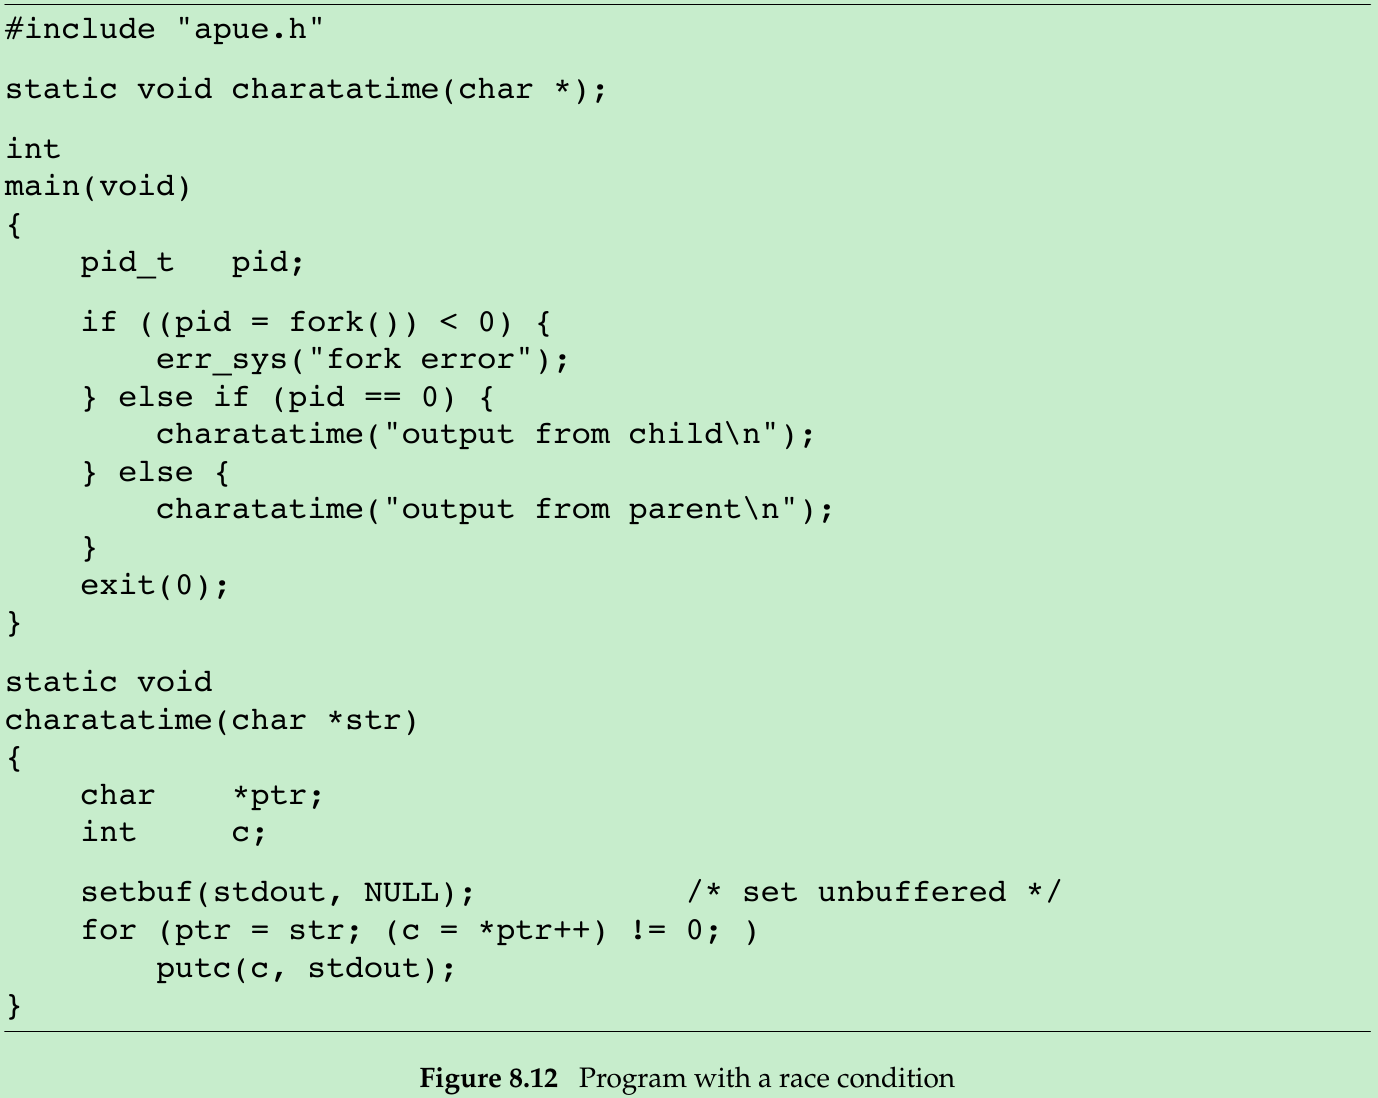 #include "apue.h"
static void charatatime(char *);
int
main(void)
{
    pid_t   pid;
    if ((pid = fork()) < 0) {
        err_sys("fork error");
    } else if (pid == 0) {
        charatatime("output from child\n");
    } else {
        charatatime("output from parent\n");
    }
    exit(0);
}
static void
charatatime(char *str)
{
    char    *ptr;
    int     c;
    setbuf(stdout, NULL);           /* set unbuffered */
    for (ptr = str; (c = *ptr++) != 0; )
        putc(c, stdout);
}
Figure 8.12 Program with a race condition